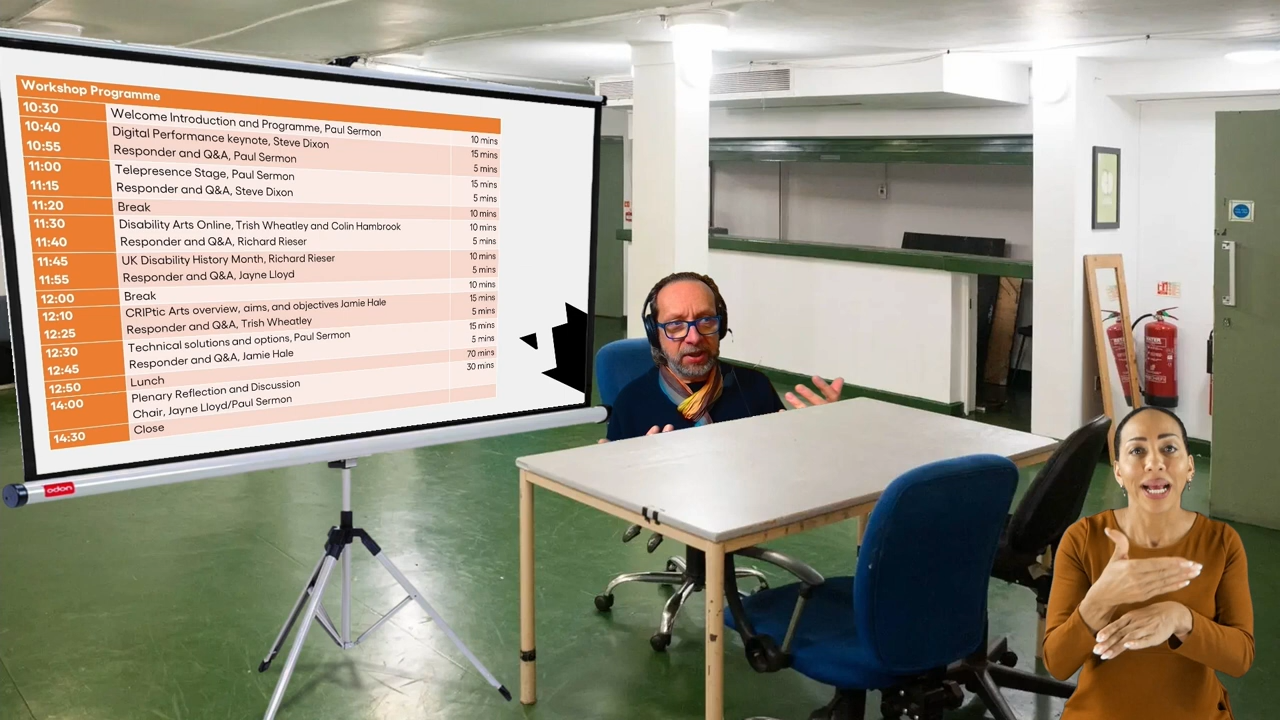 Workshop Programme
10:30 Welcome Introduction and Programme, Paul Sermon 10 mins
10:40 Digital Performance keynote, Steve Dixon 15 mins
10:55 Responder and Q&A, Paul Sermon 5 mins
11:00 Telepresence Stage, Paul Sermon 15 mins
11:15 Responder and Q&A, Steve Dixon 5 mins
11:20 Break 10 mins
11:30 Disability Arts Online, Trish Wheatley and Colin Hambrook 10 mins
11:40 Responder and Q&A, Richard Rieser 5 mins
11:45 UK Disability History Month, Richard Rieser 10 mins
11:55 Responder and Q&A, Jayne Lloyd 5 mins
12:00 Break 10 mins
12:10 CRIPtic Arts overview, aims, and objectives Jamie Hale 15 mins
12:25 Responder and Q&A, Trish Wheatley 5 mins
12:30 Technical solutions and options, Paul Sermon 15 mins
12:45 Responder and Q&A, Jamie Hale 5 mins
12:50 Lunch 70 mins
14:00 Plenary Reflection and Discussion 30 mins
Chair, Jayne Lloyd/Paul Sermon
14:30 Close
odon